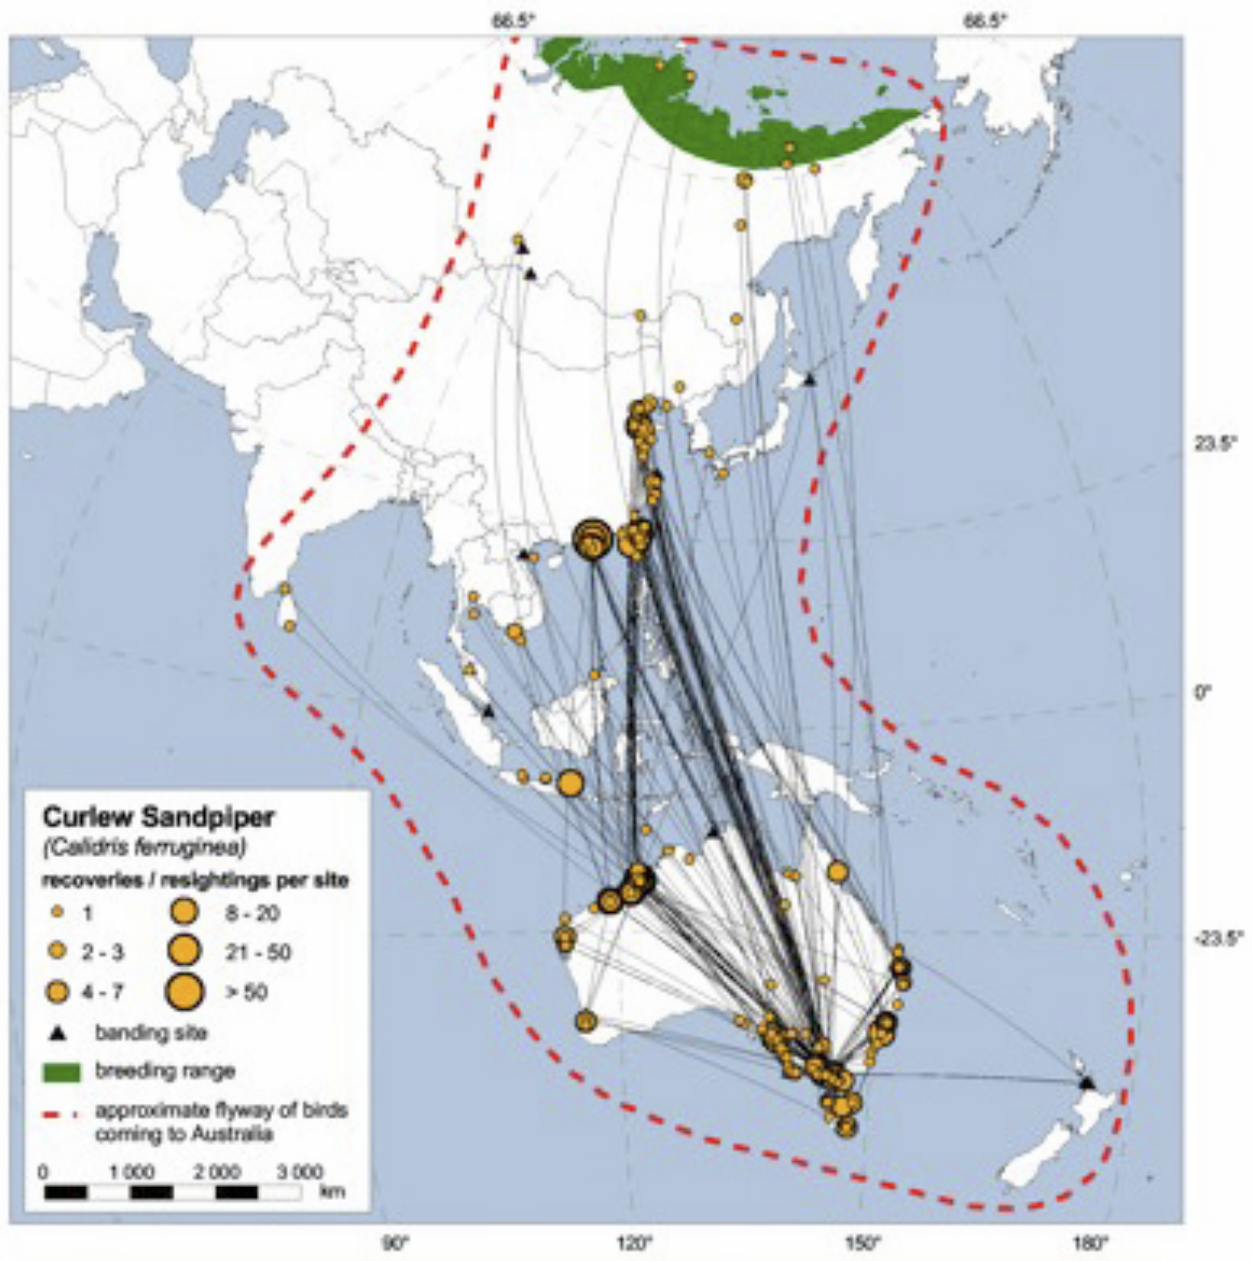 66.5° 66.5°
23.5°
0°
-23.5°
Curlew Sandpiper
(Calidris ferruginea)
recoveries / resightings per site
1 8 - 20
2 - 3 21 - 50
4 - 7 > 50
banding site
breeding range
approximate flyway of birds
coming to Australia
0 1 000 2 000 3 000
km
90° 120° 150° 180°